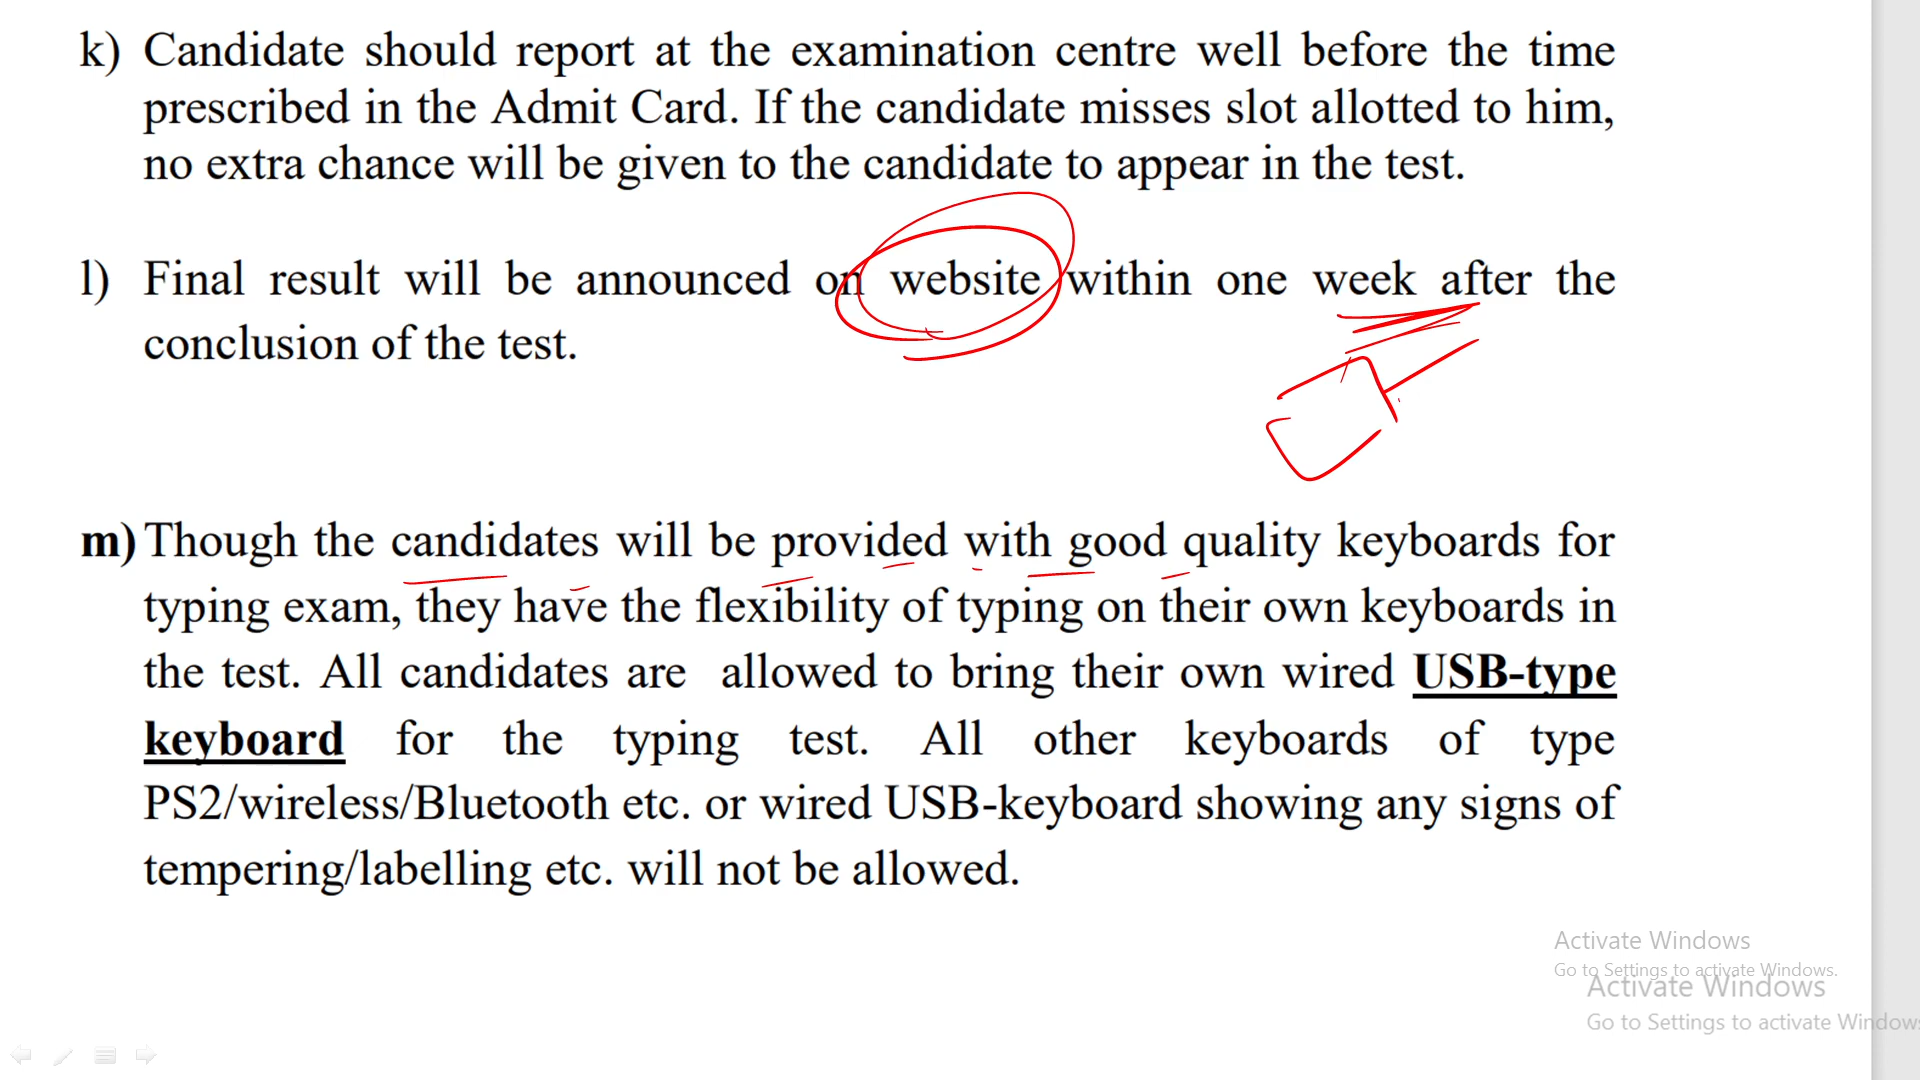 k) Candidate should report at the examination centre well before the time
prescribed in the Admit Card. If the candidate misses slot allotted to him,
no extra chance will be given to the candidate to appear in the test.
l) Final result will be announced on website within one week after the
conclusion of the test.
m) Though the candidates will be provided with good quality keyboards for
typing exam, they have the flexibility of typing on their own keyboards in
the test. All candidates are allowed to bring their own wired USB-type
keyboard for the typing test. All other keyboards of type
PS2/wireless/Bluetooth etc. or wired USB-keyboard showing any signs of
tempering/labelling etc. will not be allowed.
Activate Windows
Go to Settings to activate Windows.
Activate Windows
Go to Settings to activate Windows